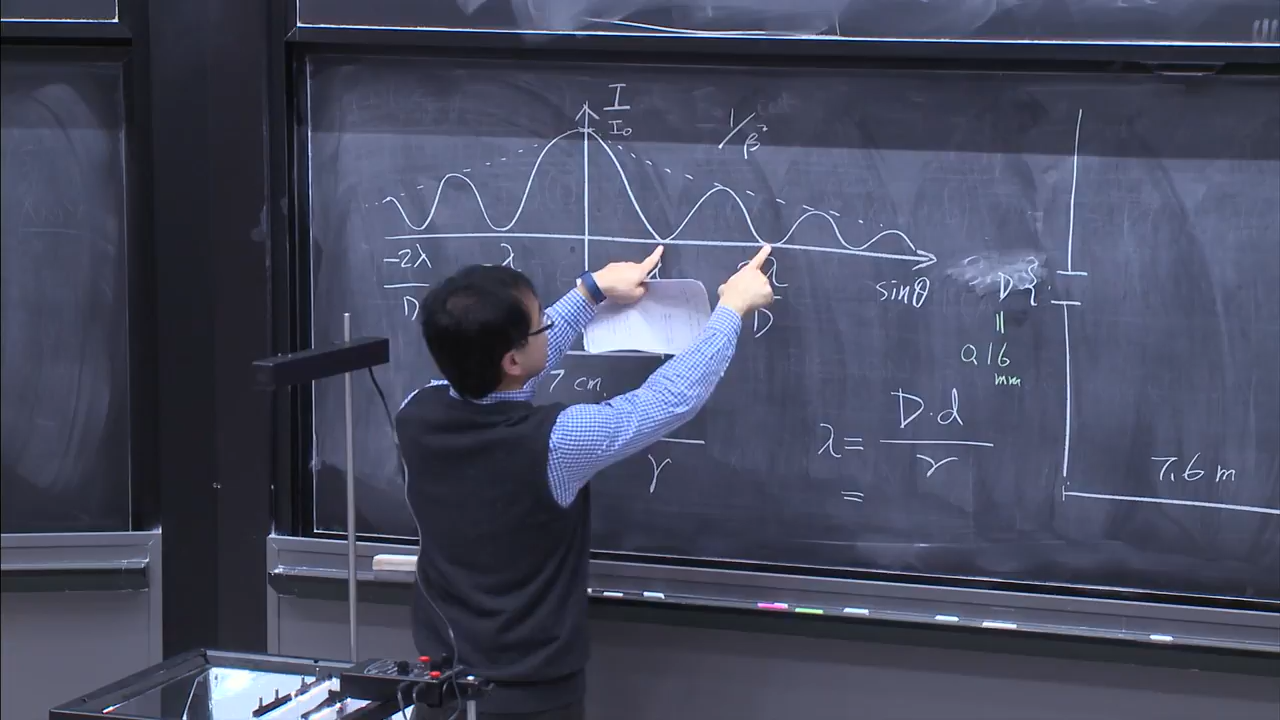 I
I₀
1/β²
-2λ
D
-λ
λ
D
sinθ
D
=
0.16
mm
7 cm
r
λ = D·d
r
=
7.6 m